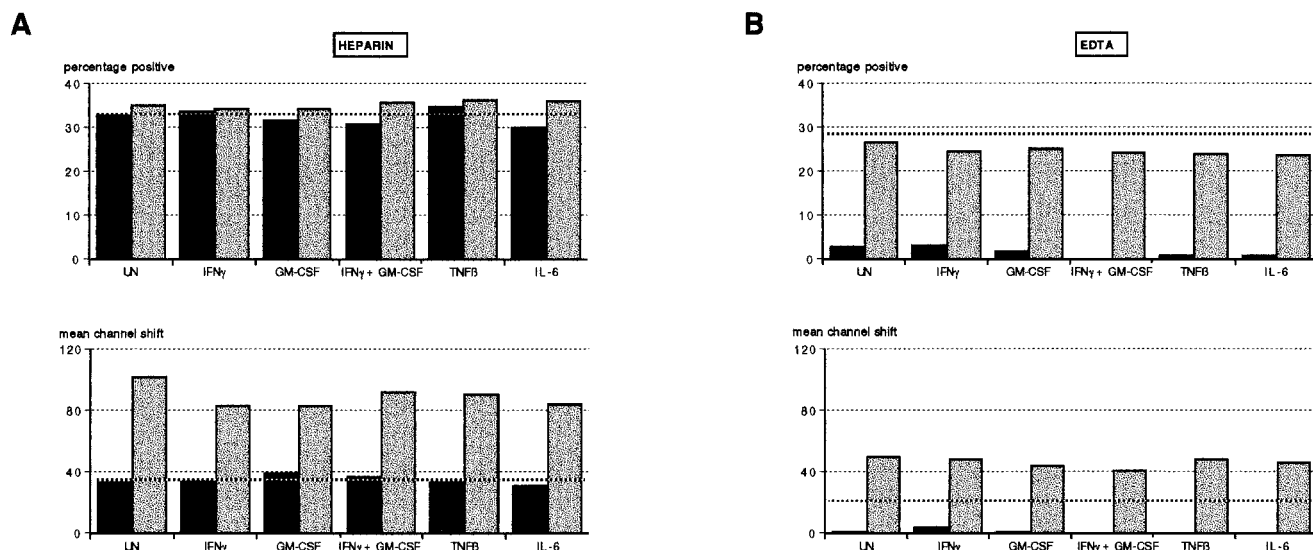 A
HEPARIN
percentage positive
40
30
20
10
0
UN IFNγ GM-CSF IFNγ + GM-CSF TNFß IL-6
mean channel shift
120
80
40
0
UN IFNγ GM-CSF IFNγ + GM-CSF TNFß IL-6
B
EDTA
percentage positive
40
30
20
10
0
UN IFNγ GM-CSF IFNγ + GM-CSF TNFß IL-6
mean channel shift
120
80
40
0
UN IFNγ GM-CSF IFNγ + GM-CSF TNFß IL-6